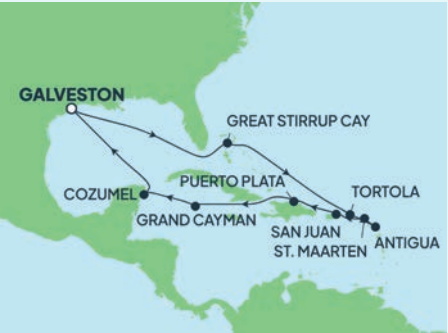 GALVESTON
GREAT STIRRUP CAY
PUERTO PLATA
TORTOLA
COZUMEL
GRAND CAYMAN
SAN JUAN
ST. MAARTEN
ANTIGUA